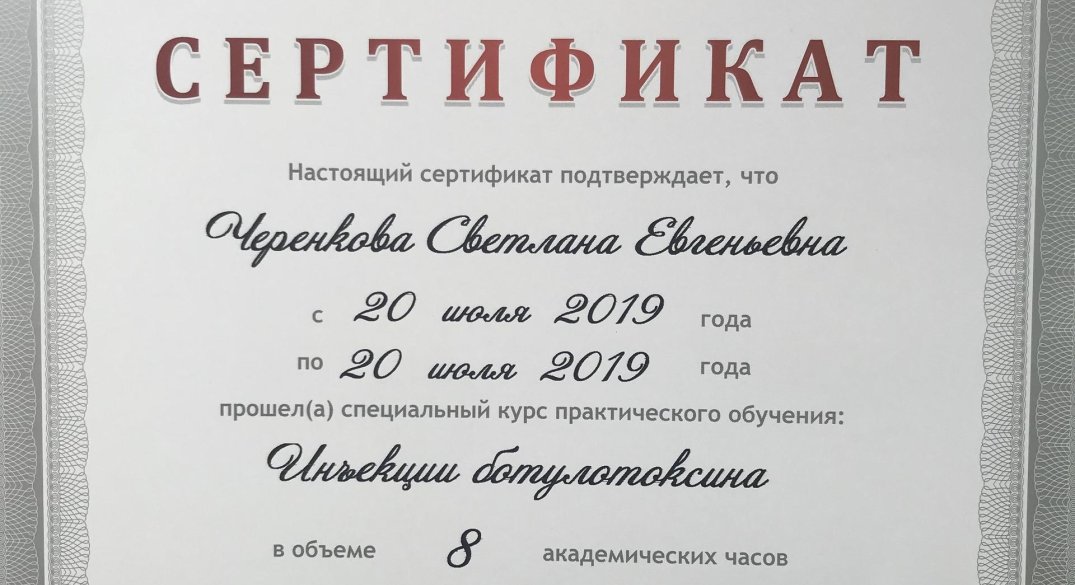 СЕРТИФИКАТ
Настоящий сертификат подтверждает, что
Черенкова Светлана Евгеньевна
с 20 июля 2019 года
по 20 июля 2019 года
прошел(а) специальный курс практического обучения:
Инъекции ботулотоксина
в объеме 8 академических часов